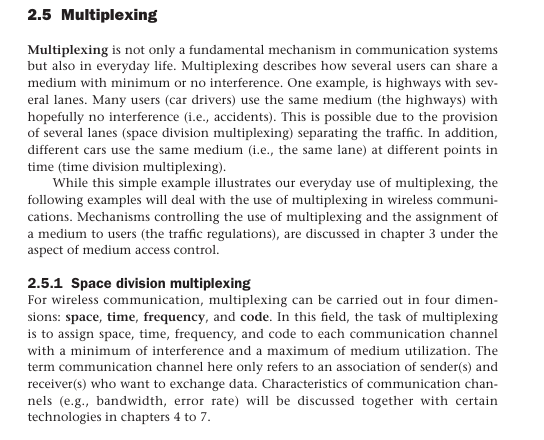 2.5 Multiplexing
Multiplexing is not only a fundamental mechanism in communication systems
but also in everyday life. Multiplexing describes how several users can share a
medium with minimum or no interference. One example, is highways with sev-
eral lanes. Many users (car drivers) use the same medium (the highways) with
hopefully no interference (i.e., accidents). This is possible due to the provision
of several lanes (space division multiplexing) separating the traffic. In addition,
different cars use the same medium (i.e., the same lane) at different points in
time (time division multiplexing).
While this simple example illustrates our everyday use of multiplexing, the
following examples will deal with the use of multiplexing in wireless communi-
cations. Mechanisms controlling the use of multiplexing and the assignment of
a medium to users (the traffic regulations), are discussed in chapter 3 under the
aspect of medium access control.
2.5.1 Space division multiplexing
For wireless communication, multiplexing can be carried out in four dimen-
sions: space, time, frequency, and code. In this field, the task of multiplexing
is to assign space, time, frequency, and code to each communication channel
with a minimum of interference and a maximum of medium utilization. The
term communication channel here only refers to an association of sender(s) and
receiver(s) who want to exchange data. Characteristics of communication chan-
nels (e.g., bandwidth, error rate) will be discussed together with certain
technologies in chapters 4 to 7.